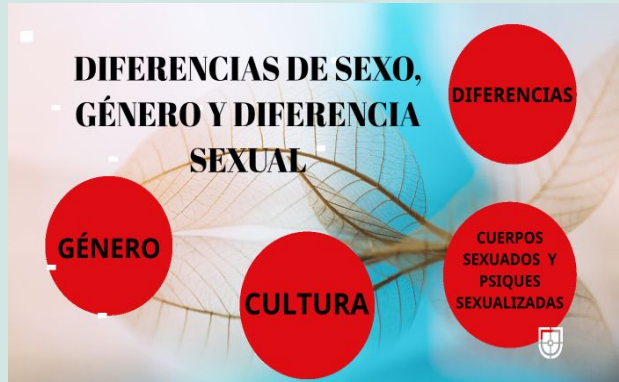 DIFERENCIAS DE SEXO,
GÉNERO Y DIFERENCIA
SEXUAL
DIFERENCIAS
GÉNERO
CULTURA
CUERPOS
SEXUADOS Y
PSIQUES
SEXUALIZADAS